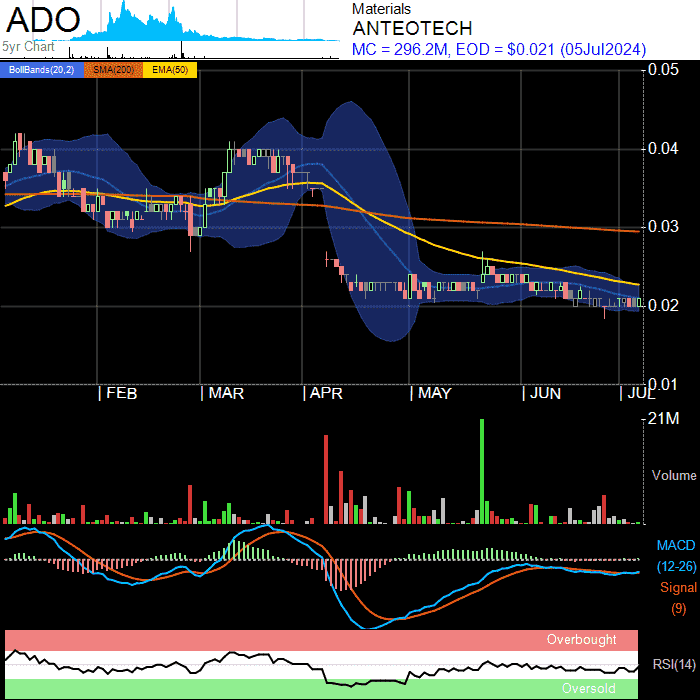 ADO
5yr Chart
Materials
ANTEOTECH
MC = 296.2M, EOD = $0.021 (05Jul2024)
BollBands(20,2) SMA(200) EMA(50)
0.05
0.04
0.03
0.02
0.01
| FEB | MAR | APR | MAY | JUN | JUL
21M
Volume
MACD
(12-26)
Signal
(9)
Overbought
RSI(14)
Oversold